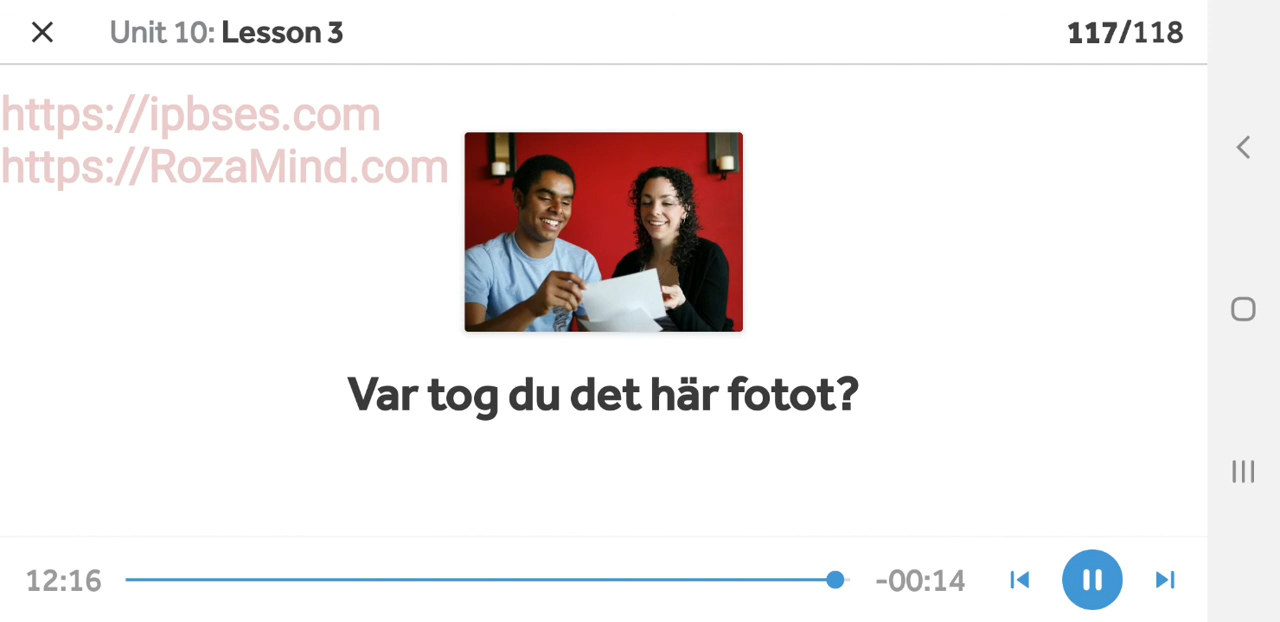 Unit 10: Lesson 3
117/118
https://ipbses.com
https://RozaMind.com
Var tog du det här fotot?
12:16
-00:14